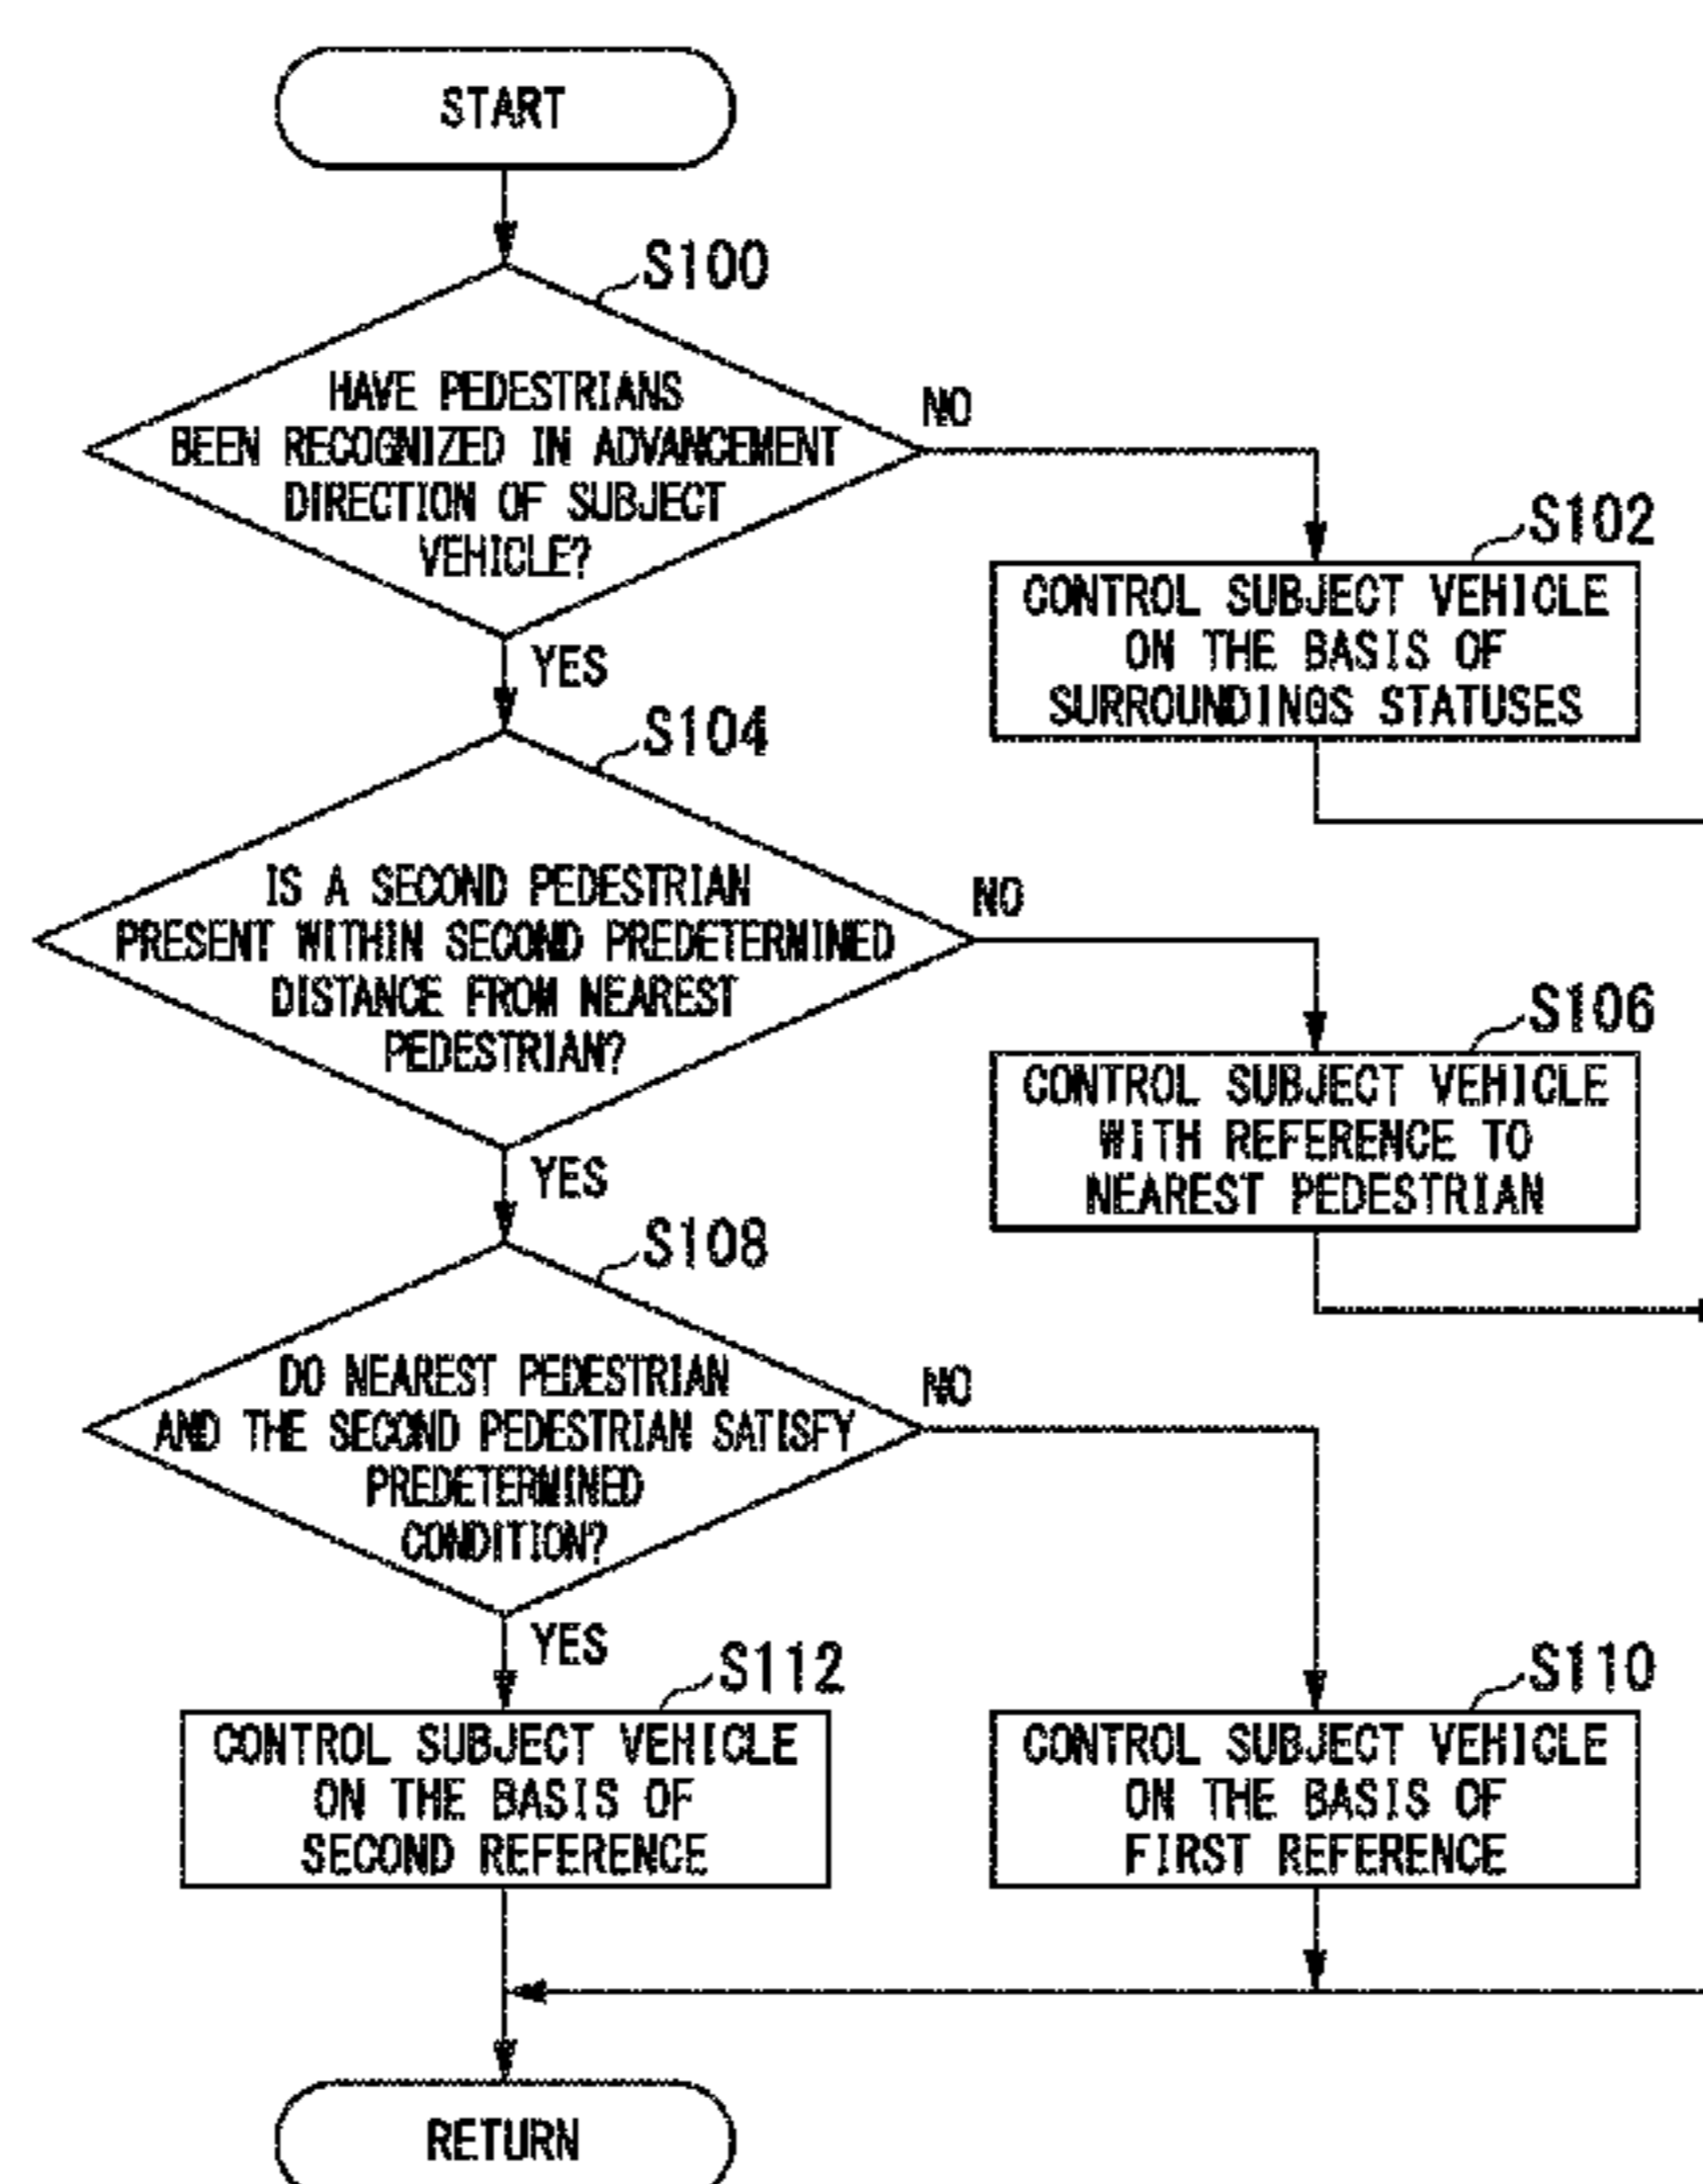 START
S100
HAVE PEDESTRIANS
BEEN RECOGNIZED IN ADVANCEMENT
DIRECTION OF SUBJECT
VEHICLE?
NO
YES
S102
CONTROL SUBJECT VEHICLE
ON THE BASIS OF
SURROUNDINGS STATUSES
S104
IS A SECOND PEDESTRIAN
PRESENT WITHIN SECOND PREDETERMINED
DISTANCE FROM NEAREST
PEDESTRIAN?
NO
YES
S106
CONTROL SUBJECT VEHICLE
WITH REFERENCE TO
NEAREST PEDESTRIAN
S108
DO NEAREST PEDESTRIAN
AND THE SECOND PEDESTRIAN SATISFY
PREDETERMINED
CONDITION?
NO
YES
S112
CONTROL SUBJECT VEHICLE
ON THE BASIS OF
SECOND REFERENCE
S110
CONTROL SUBJECT VEHICLE
ON THE BASIS OF
FIRST REFERENCE
RETURN